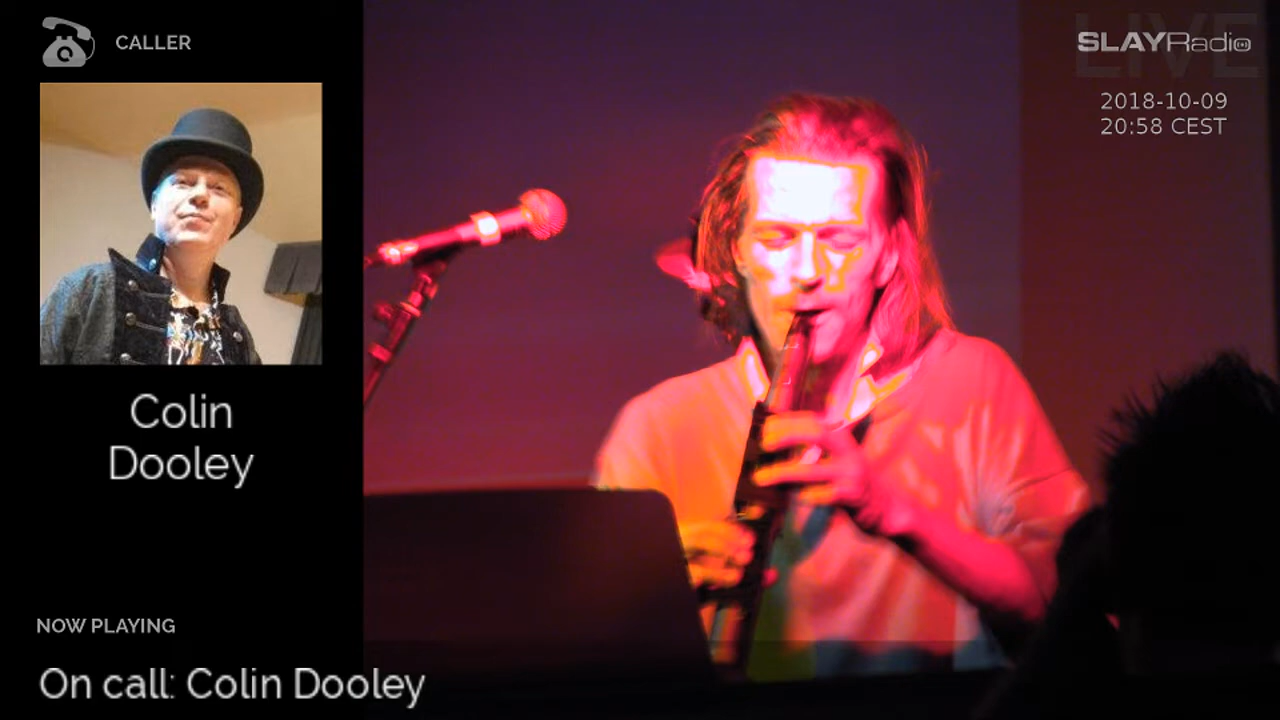 CALLER
SLAYRadio
LIVE
2018-10-09
20:58 CEST
Colin
Dooley
NOW PLAYING
On call: Colin Dooley